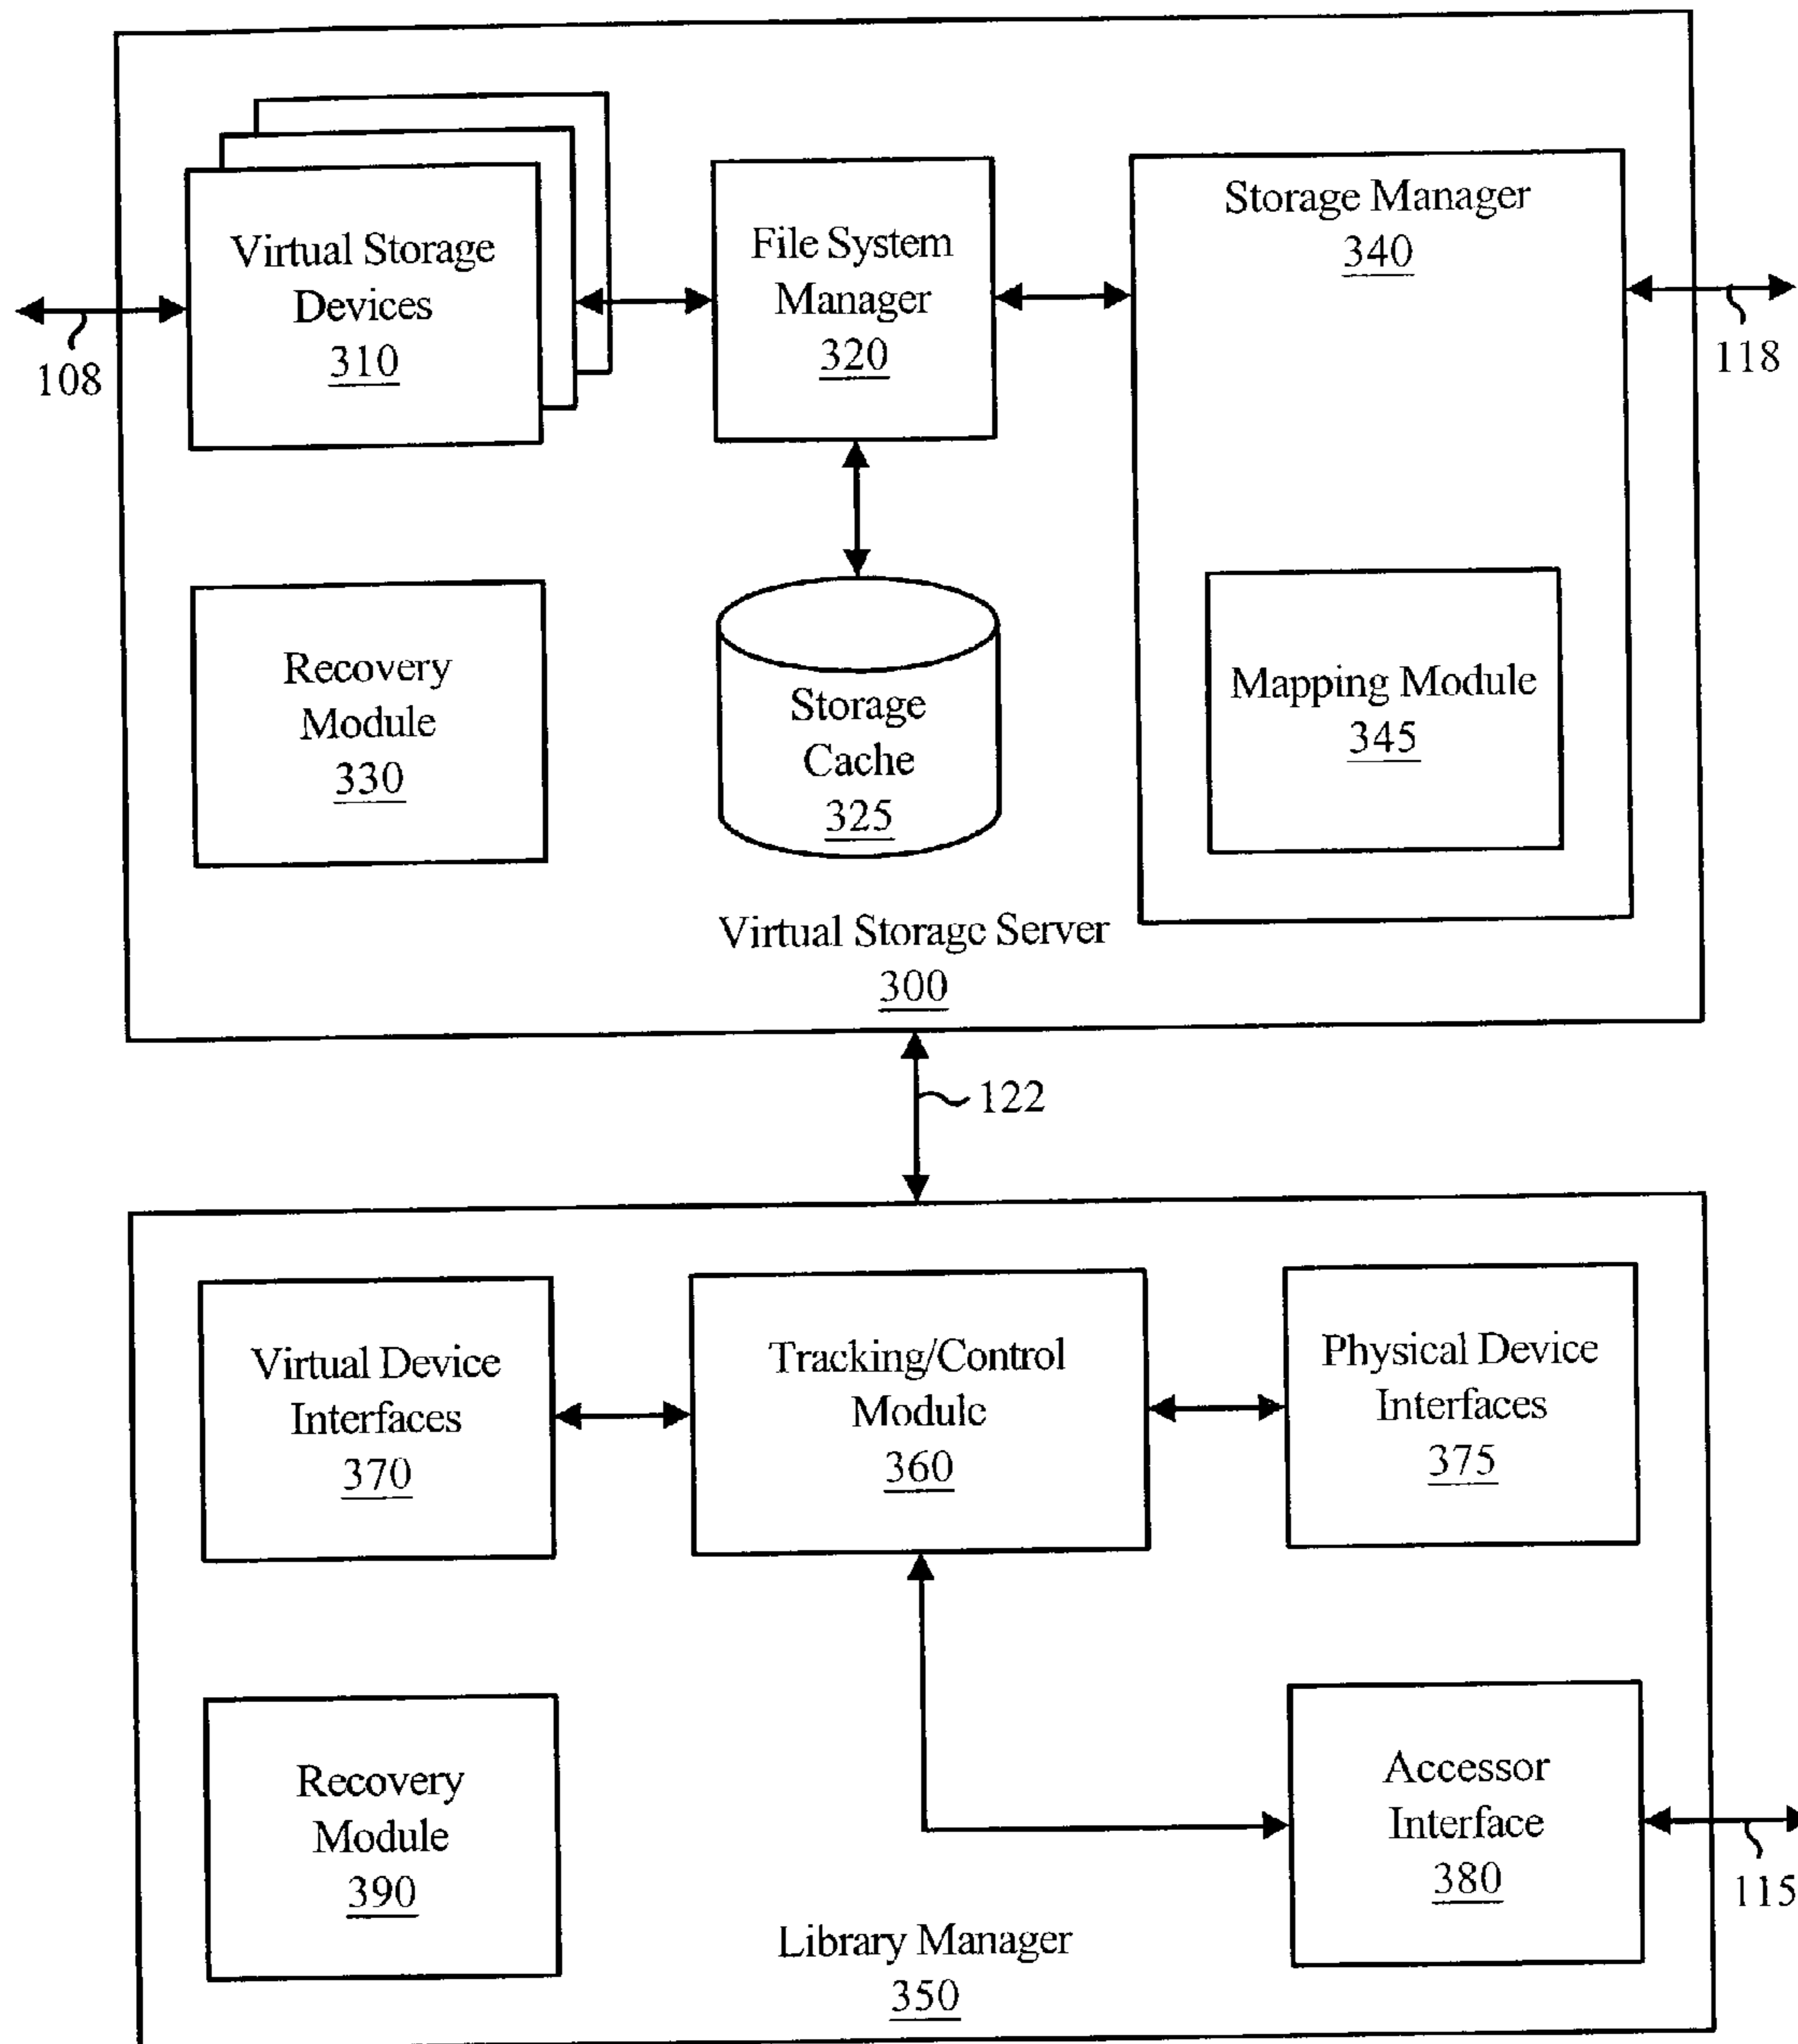 Virtual Storage
Devices
310
File System
Manager
320
Storage Manager
340
108
118
Recovery
Module
330
Storage
Cache
325
Mapping Module
345
Virtual Storage Server
300
122
Virtual Device
Interfaces
370
Tracking/Control
Module
360
Physical Device
Interfaces
375
Recovery
Module
390
Accessor
Interface
380
115
Library Manager
350